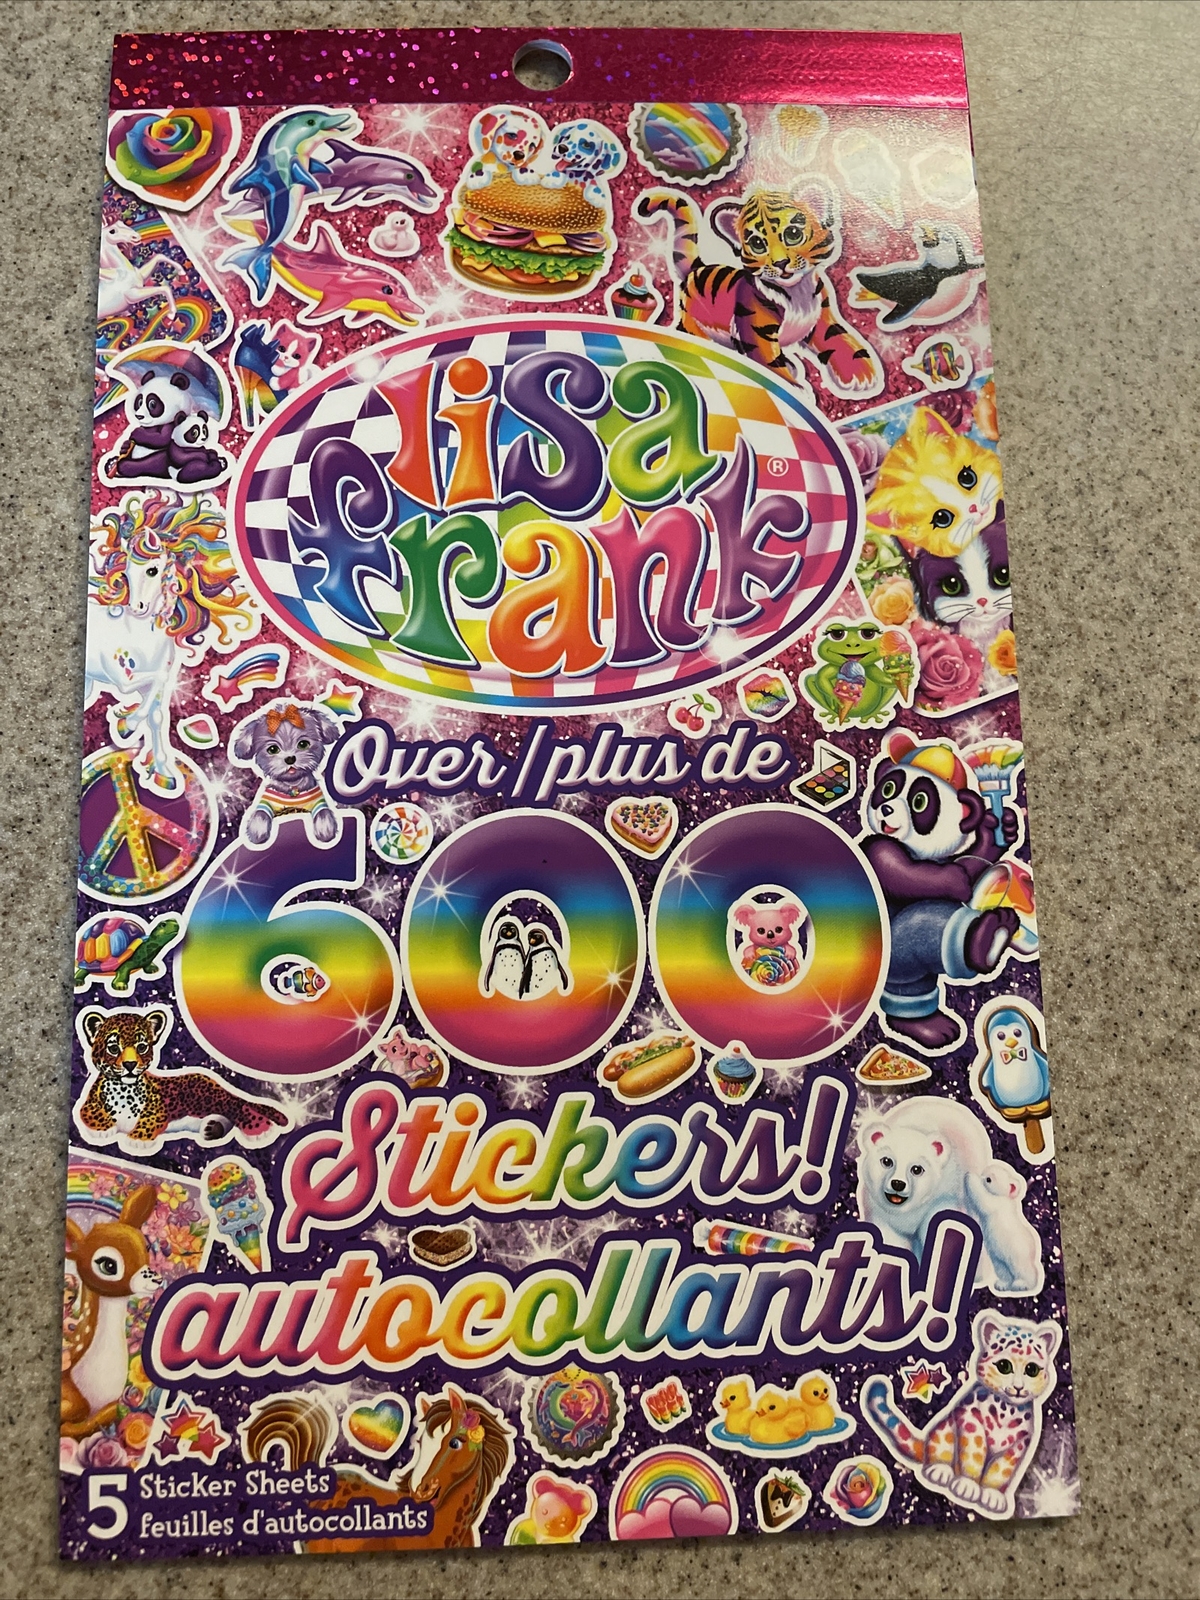 lisa
frank®
Over/plus de
600
Stickers!
autocollants!
5 Sticker Sheets
feuilles d'autocollants